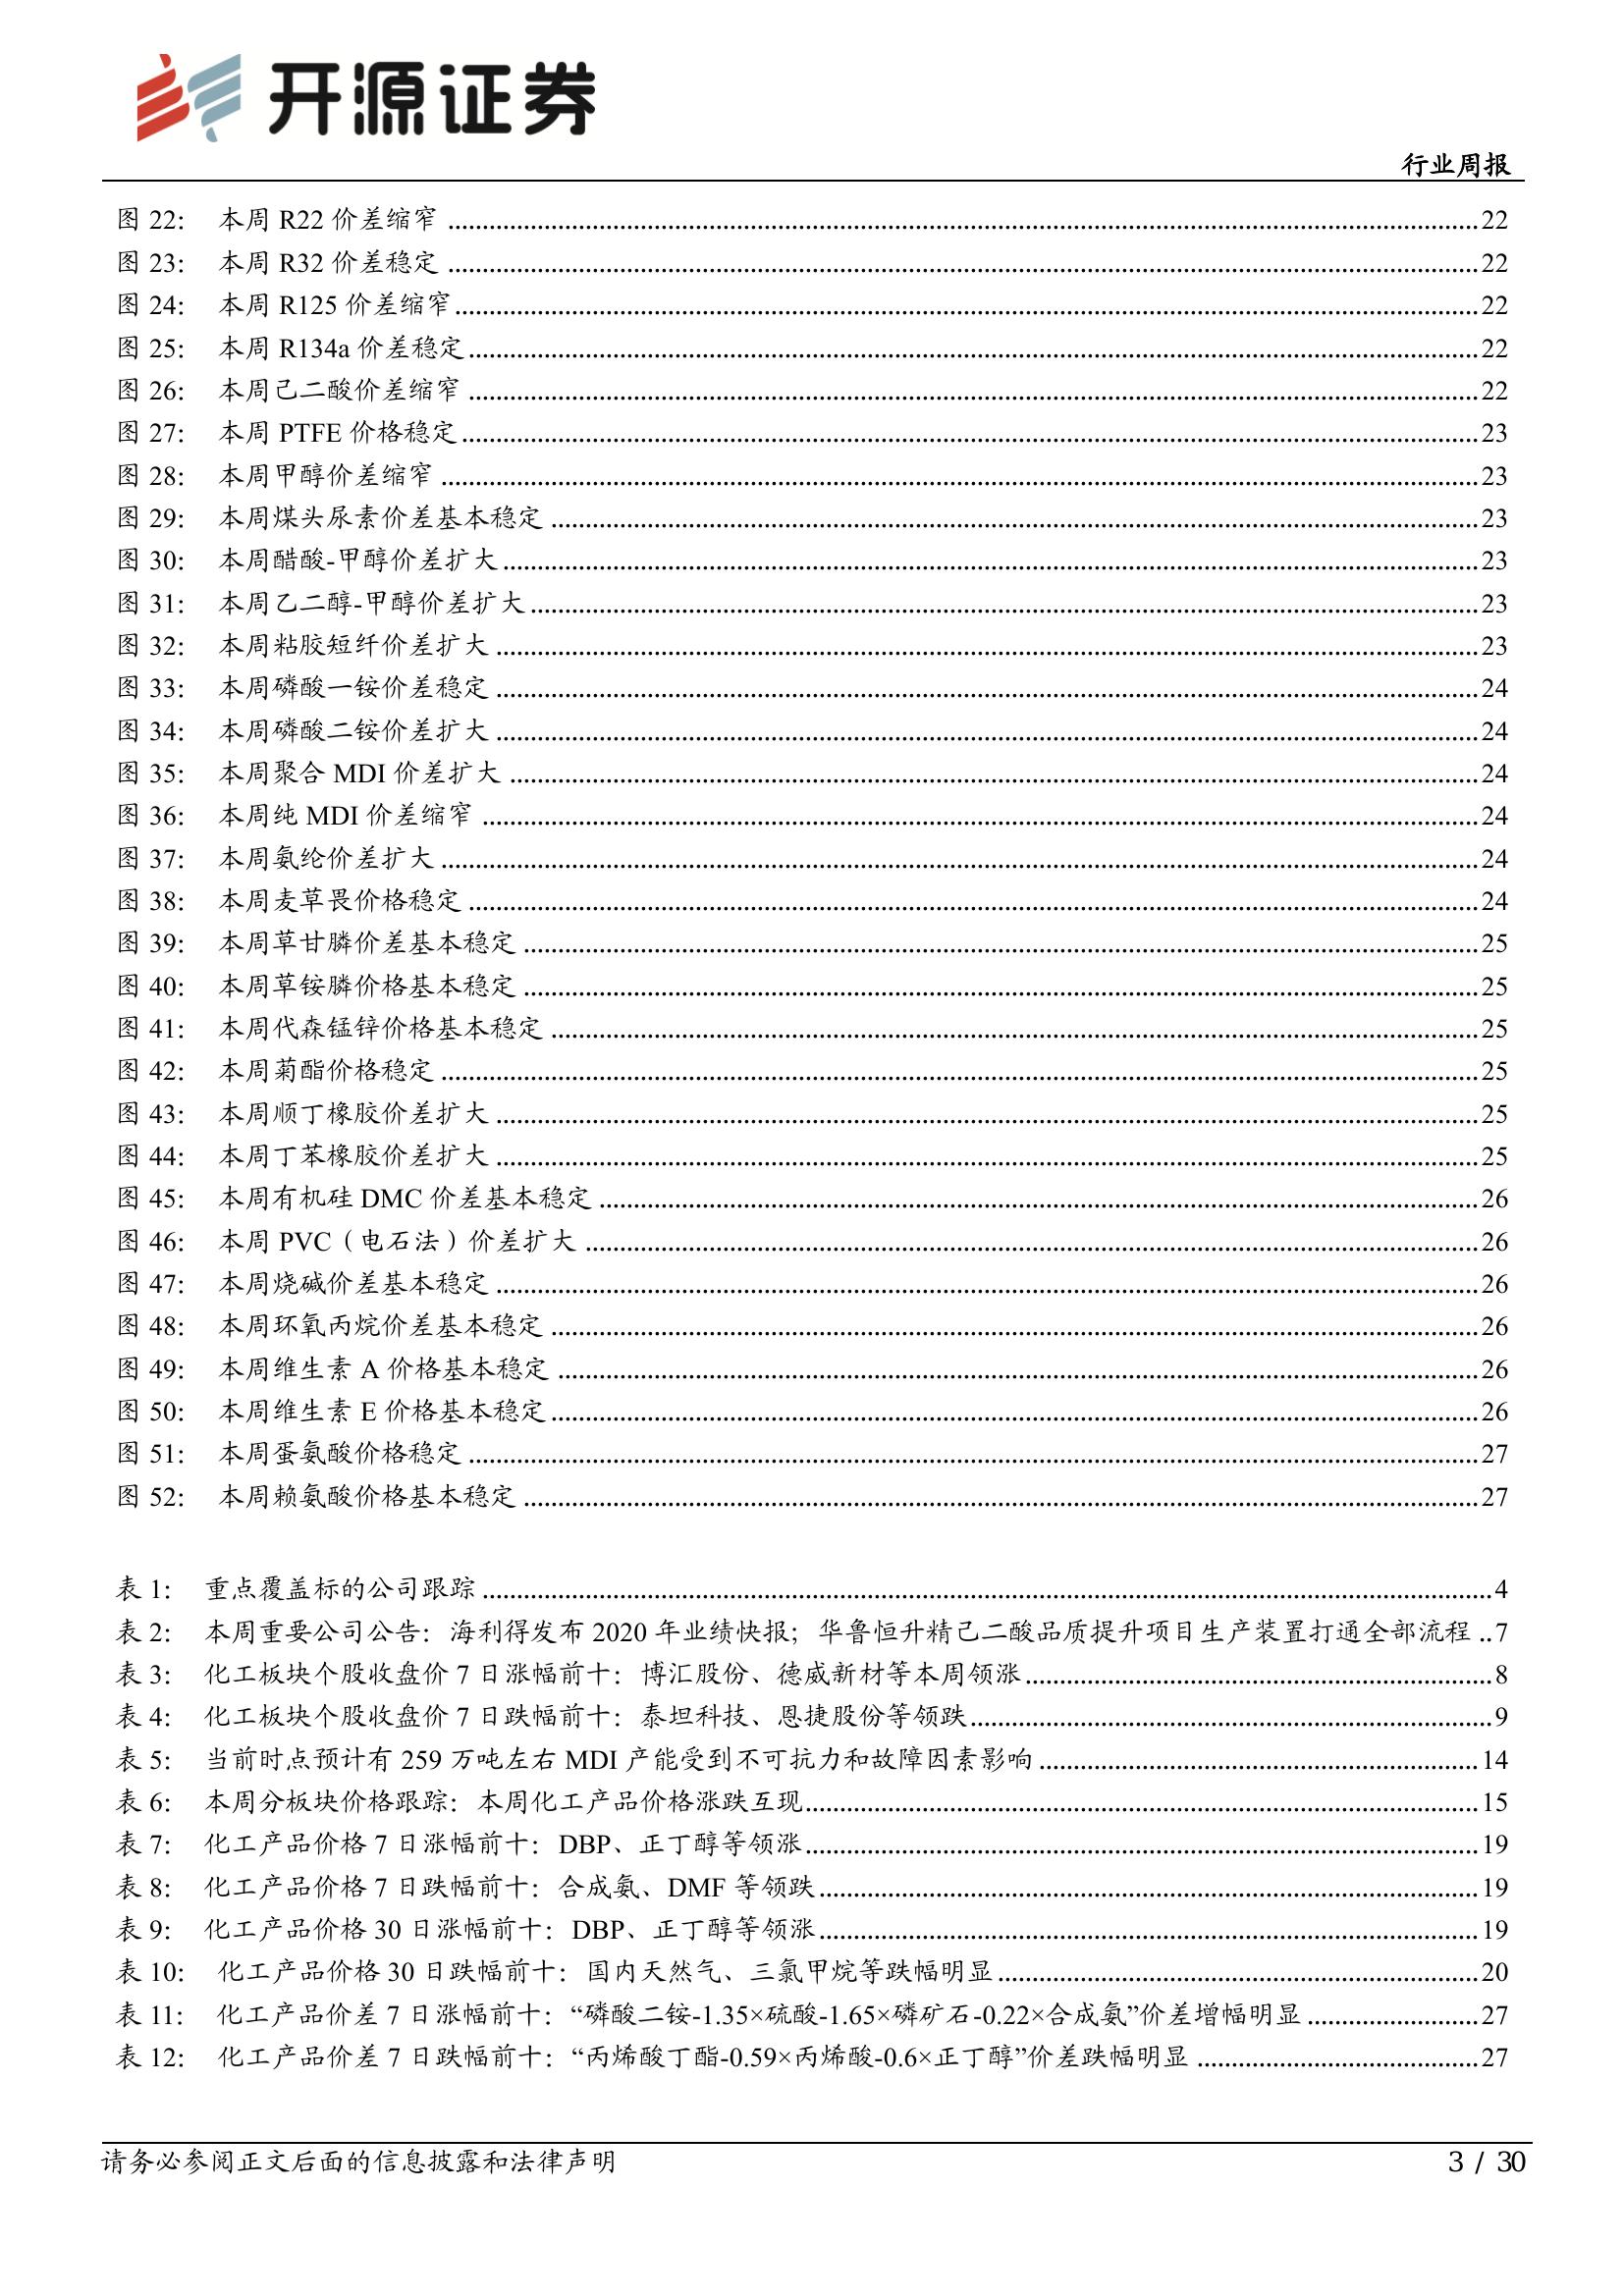 开源证券
行业周报
图 22: 本周 R22 价差缩窄 22
图 23: 本周 R32 价差稳定 22
图 24: 本周 R125 价差缩窄 22
图 25: 本周 R134a 价差稳定 22
图 26: 本周己二酸价差缩窄 22
图 27: 本周 PTFE 价格稳定 23
图 28: 本周甲醇价差缩窄 23
图 29: 本周煤头尿素价差基本稳定 23
图 30: 本周醋酸-甲醇价差扩大 23
图 31: 本周乙二醇-甲醇价差扩大 23
图 32: 本周粘胶短纤价差扩大 23
图 33: 本周磷酸一铵价差稳定 24
图 34: 本周磷酸二铵价差扩大 24
图 35: 本周聚合 MDI 价差扩大 24
图 36: 本周纯 MDI 价差缩窄 24
图 37: 本周氨纶价差扩大 24
图 38: 本周麦草畏价格稳定 24
图 39: 本周草甘膦价差基本稳定 25
图 40: 本周草铵膦价格基本稳定 25
图 41: 本周代森锰锌价格基本稳定 25
图 42: 本周菊酯价格稳定 25
图 43: 本周顺丁橡胶价差扩大 25
图 44: 本周丁苯橡胶价差扩大 25
图 45: 本周有机硅 DMC 价差基本稳定 26
图 46: 本周 PVC（电石法）价差扩大 26
图 47: 本周烧碱价差基本稳定 26
图 48: 本周环氧丙烷价差基本稳定 26
图 49: 本周维生素 A 价格基本稳定 26
图 50: 本周维生素 E 价格基本稳定 26
图 51: 本周蛋氨酸价格稳定 27
图 52: 本周赖氨酸价格基本稳定 27
表 1: 重点覆盖标的公司跟踪 4
表 2: 本周重要公司公告：海利得发布 2020 年业绩快报；华鲁恒升精己二酸品质提升项目生产装置打通全部流程 7
表 3: 化工板块个股收盘价 7 日涨幅前十：博汇股份、德威新材等本周领涨 8
表 4: 化工板块个股收盘价 7 日跌幅前十：泰坦科技、恩捷股份等领跌 9
表 5: 当前时点预计有 259 万吨左右 MDI 产能受到不可抗力和故障因素影响 14
表 6: 本周分板块价格跟踪：本周化工产品价格涨跌互现 15
表 7: 化工产品价格 7 日涨幅前十：DBP、正丁醇等领涨 19
表 8: 化工产品价格 7 日跌幅前十：合成氨、DMF 等领跌 19
表 9: 化工产品价格 30 日涨幅前十：DBP、正丁醇等领涨 19
表 10: 化工产品价格 30 日跌幅前十：国内天然气、三氯甲烷等跌幅明显 20
表 11: 化工产品价差 7 日涨幅前十：“磷酸二铵-1.35×硫酸-1.65×磷矿石-0.22×合成氨”价差增幅明显 27
表 12: 化工产品价差 7 日跌幅前十：“丙烯酸丁酯-0.59×丙烯酸-0.6×正丁醇”价差跌幅明显 27
请务必参阅正文后面的信息披露和法律声明 3 / 30